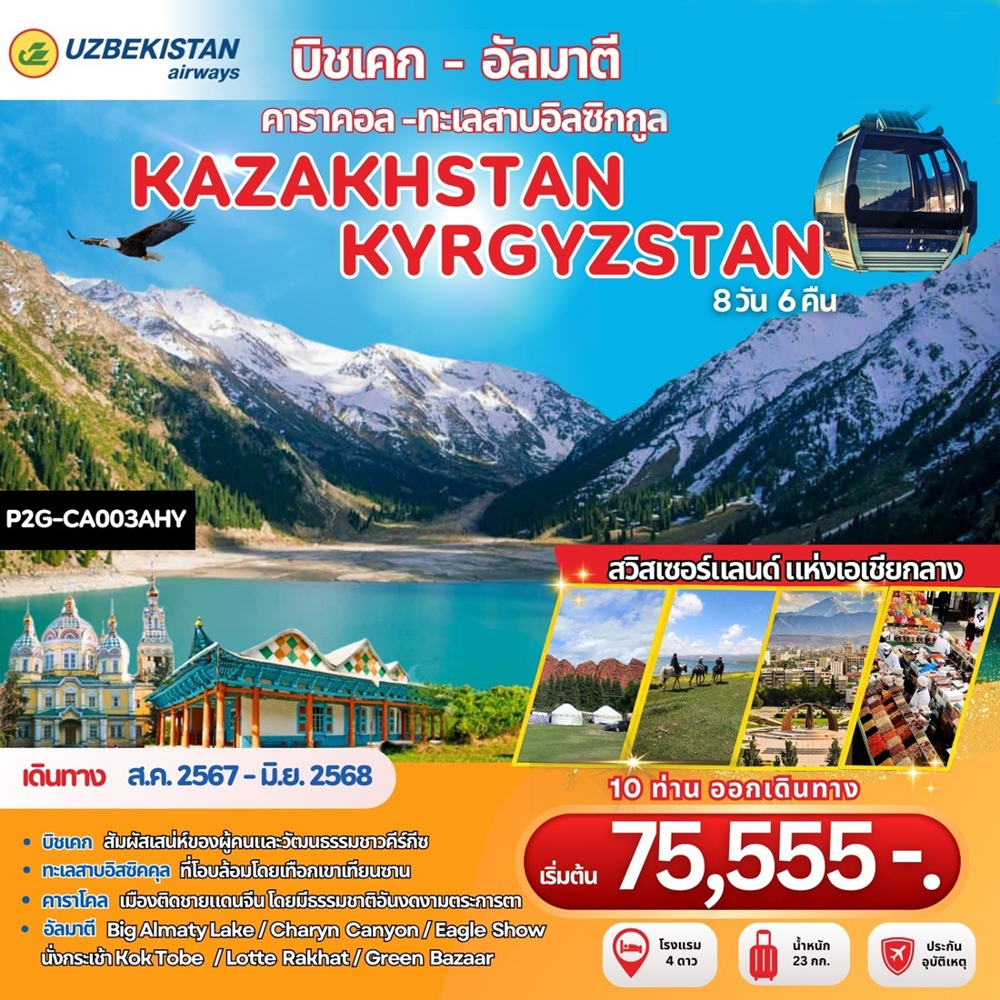 UZBEKISTAN
airways
บิชเคก - อัลมาตี
คาราคอล -ทะเลสาบอิสซิกกูล
KAZAKHSTAN
KYRGYZSTAN
8 วัน 6 คืน
P2G-CA003AHY
สวิสเซอร์แลนด์ แห่งเอเชียกลาง
เดินทาง ส.ค. 2567 - มิ.ย. 2568
10 ท่าน ออกเดินทาง
เริ่มต้น 75,555 -.
• บิชเคก สัมผัสเสน่ห์ของผู้คนและวัฒนธรรมชาวคีร์กีซ
• ทะเลสาบอิสซิคคุล ที่โอบล้อมโดยเทือกเขาเทียนซาน
• คาราโคล เมืองติดชายแดนจีน โดยมีธรรมชาติอันงดงามตระการตา
• อัลมาตี Big Almaty Lake / Charyn Canyon / Eagle Show
นั่งกระเช้า Kok Tobe / Lotte Rakhat / Green Bazaar
โรงแรม
4 ดาว
น้ำหนัก
23 กก.
ประกัน
อุบัติเหตุ